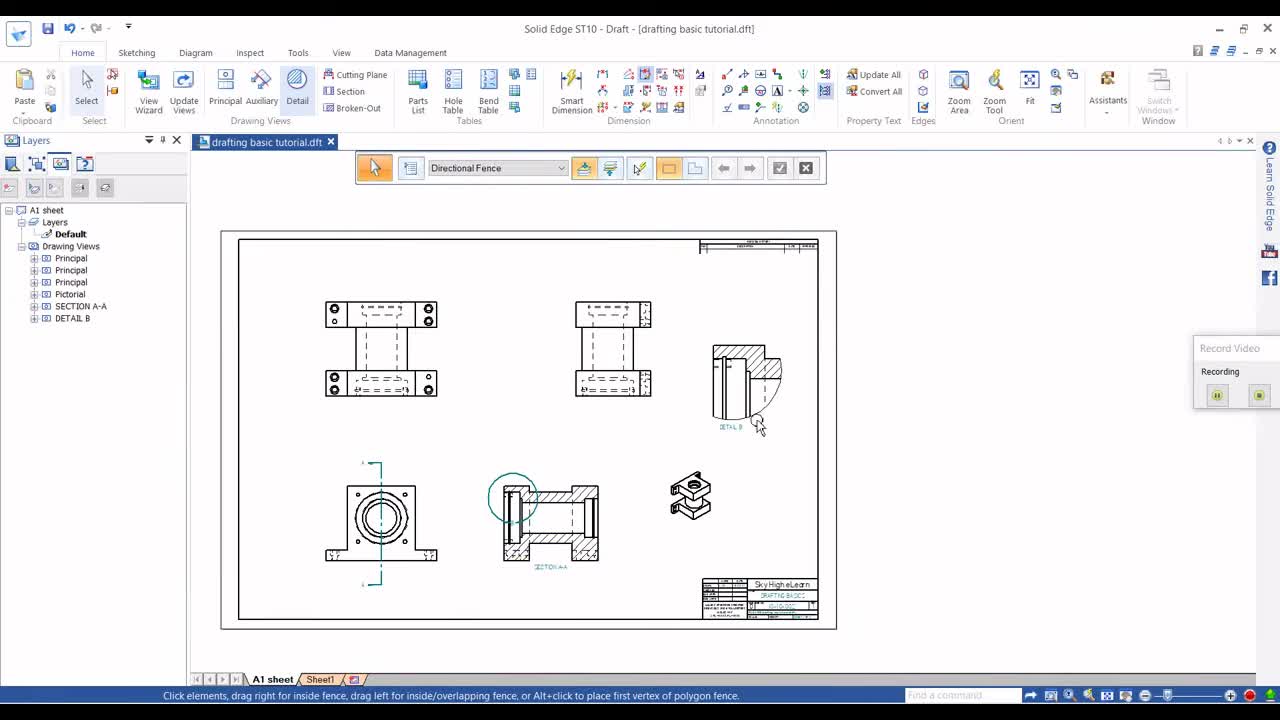 Solid Edge ST10 - Draft - [drafting basic tutorial.dft]
Home Sketching Diagram Inspect Tools View Data Management
Paste
Clipboard
Select
Select
View Wizard
Update Views
Principal
Auxiliary
Detail
Cutting Plane
Section
Broken-Out
Drawing Views
Parts List
Hole Table
Bend Table
Tables
Smart Dimension
Dimension
Annotation
Update All
Convert All
Property Text
Edges
Zoom Area
Zoom Tool
Fit
Orient
Assistants
Switch Windows
Window
Layers
drafting basic tutorial.dft
Directional Fence
Learn Solid Edge
You Tube
A1 sheet
Layers
Default
Drawing Views
Principal
Principal
Principal
Pictorial
SECTION A-A
DETAIL B
Record Video
Recording
DETAIL B
A
SECTION A-A
A
SkyHigheLearn
DRAFTING BASICS
A1 sheet Sheet1
Click elements, drag right for inside fence, drag left for inside/overlapping fence, or Alt+click to place first vertex of polygon fence.
Find a command